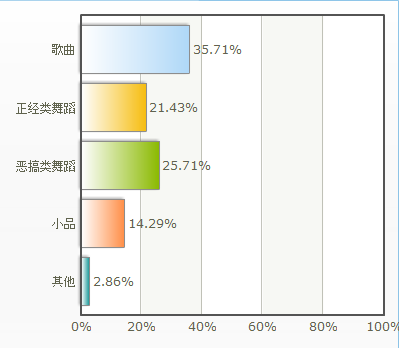 歌曲 35.71%
正经类舞蹈 21.43%
恶搞类舞蹈 25.71%
小品 14.29%
其他 2.86%
0% 20% 40% 60% 80% 100%